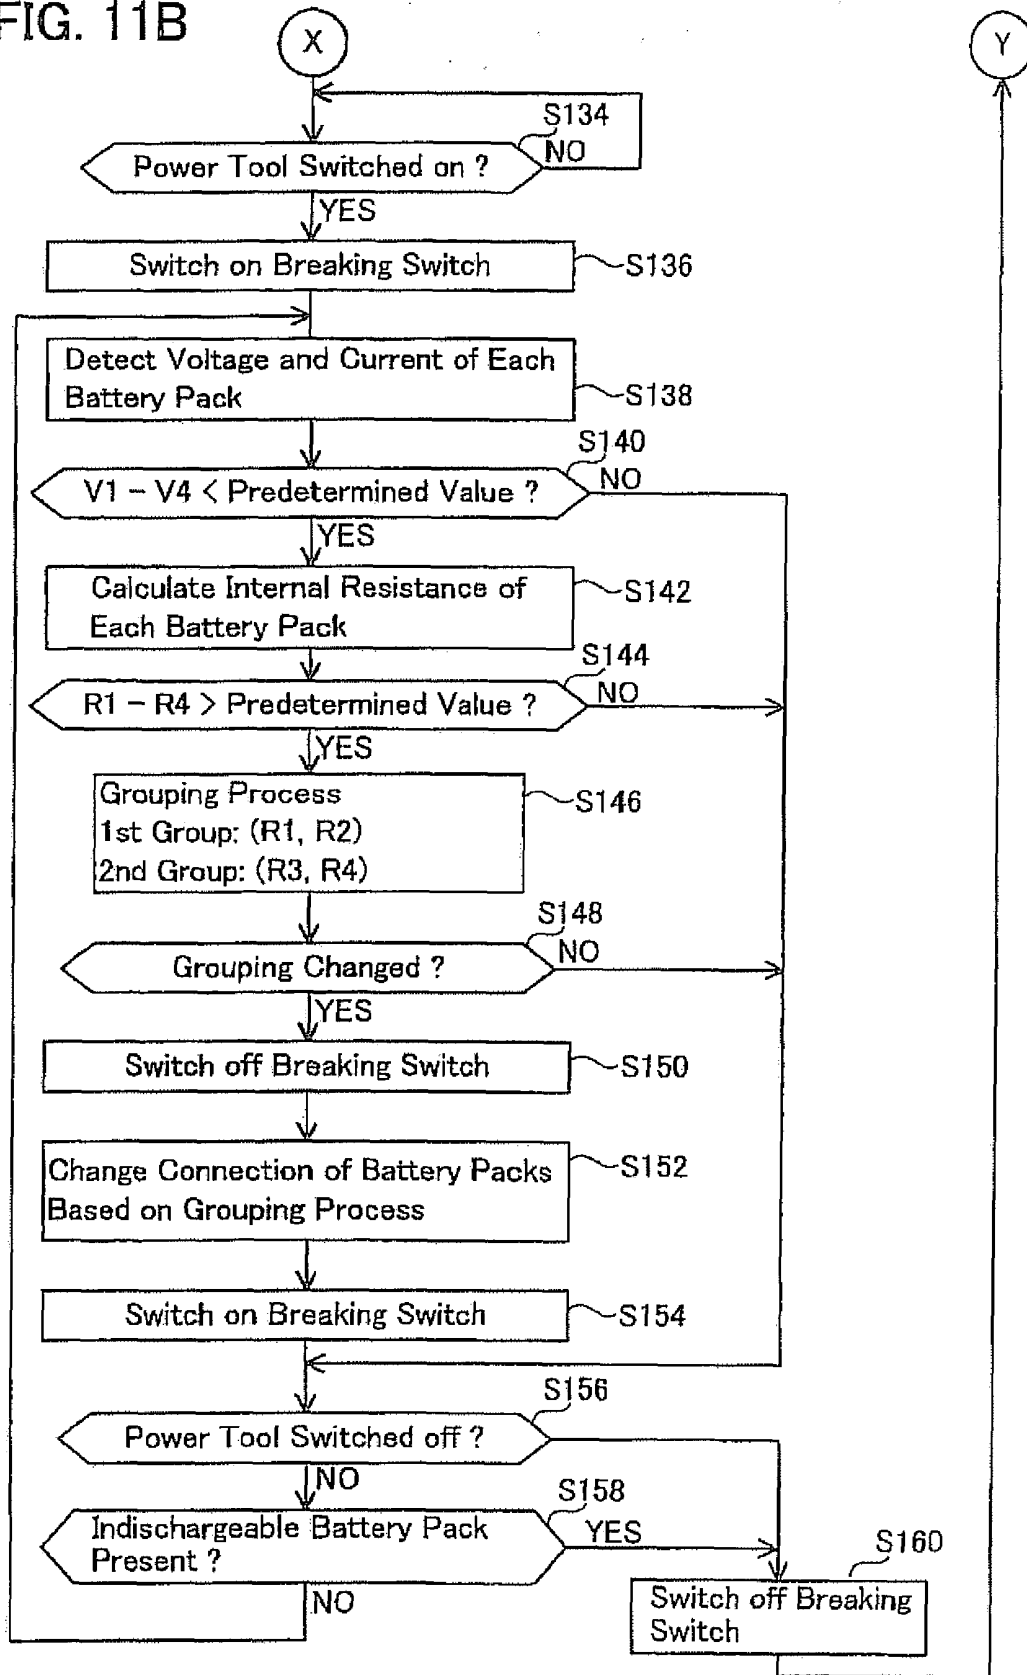 FIG. 11B
X
Y
S134
Power Tool Switched on ?
NO
YES
Switch on Breaking Switch
S136
Detect Voltage and Current of Each
Battery Pack
S138
S140
V1 – V4 < Predetermined Value ?
NO
YES
Calculate Internal Resistance of
Each Battery Pack
S142
S144
R1 – R4 > Predetermined Value ?
NO
YES
Grouping Process
1st Group: (R1, R2)
2nd Group: (R3, R4)
S146
S148
Grouping Changed ?
NO
YES
Switch off Breaking Switch
S150
Change Connection of Battery Packs
Based on Grouping Process
S152
Switch on Breaking Switch
S154
S156
Power Tool Switched off ?
NO
S158
Indischargeable Battery Pack
Present ?
YES
NO
S160
Switch off Breaking
Switch